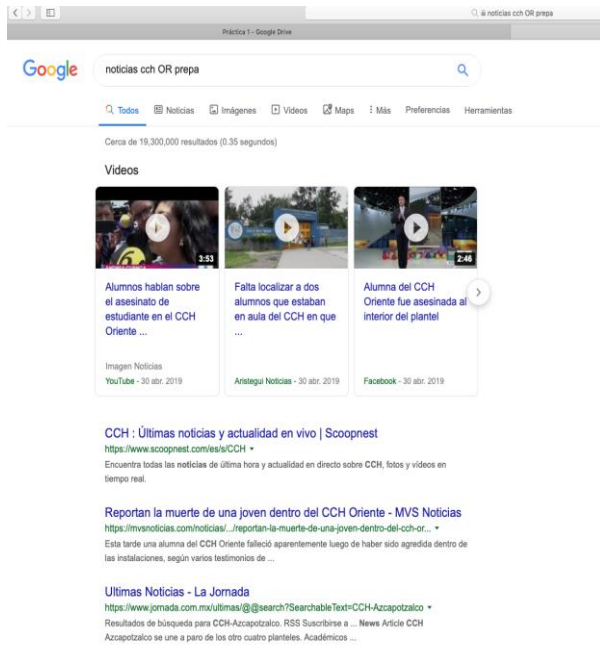 noticias cch OR prepa
Práctica 1 - Google Drive
Google
noticias cch OR prepa
Todos Noticias Imágenes Videos Maps Más Preferencias Herramientas
Cerca de 19,300,000 resultados (0.35 segundos)
Videos
3:53
2:46
Alumnos hablan sobre
el asesinato de
estudiante en el CCH
Oriente ...
Imagen Noticias
YouTube - 30 abr. 2019
Falta localizar a dos
alumnos que estaban
en aula del CCH en que
...
Aristegui Noticias - 30 abr. 2019
Alumna del CCH
Oriente fue asesinada al
interior del plantel
Facebook - 30 abr. 2019
CCH : Últimas noticias y actualidad en vivo | Scoopnest
https://www.scoopnest.com/es/s/CCH
Encuentra todas las noticias de última hora y actualidad en directo sobre CCH, fotos y vídeos en
tiempo real.
Reportan la muerte de una joven dentro del CCH Oriente - MVS Noticias
https://mvsnoticias.com/noticias/.../reportan-la-muerte-de-una-joven-dentro-del-cch-or...
Esta tarde una alumna del CCH Oriente falleció aparentemente luego de haber sido agredida dentro de
las instalaciones, según varios testimonios de ...
Ultimas Noticias - La Jornada
https://www.jornada.com.mx/ultimas/@@search?SearchableText=CCH-Azcapotzalco
Resultados de búsqueda para CCH-Azcapotzalco. RSS Suscribirse a ... News Article CCH
Azcapotzalco se une a paro de los otro cuatro planteles. Académicos ...